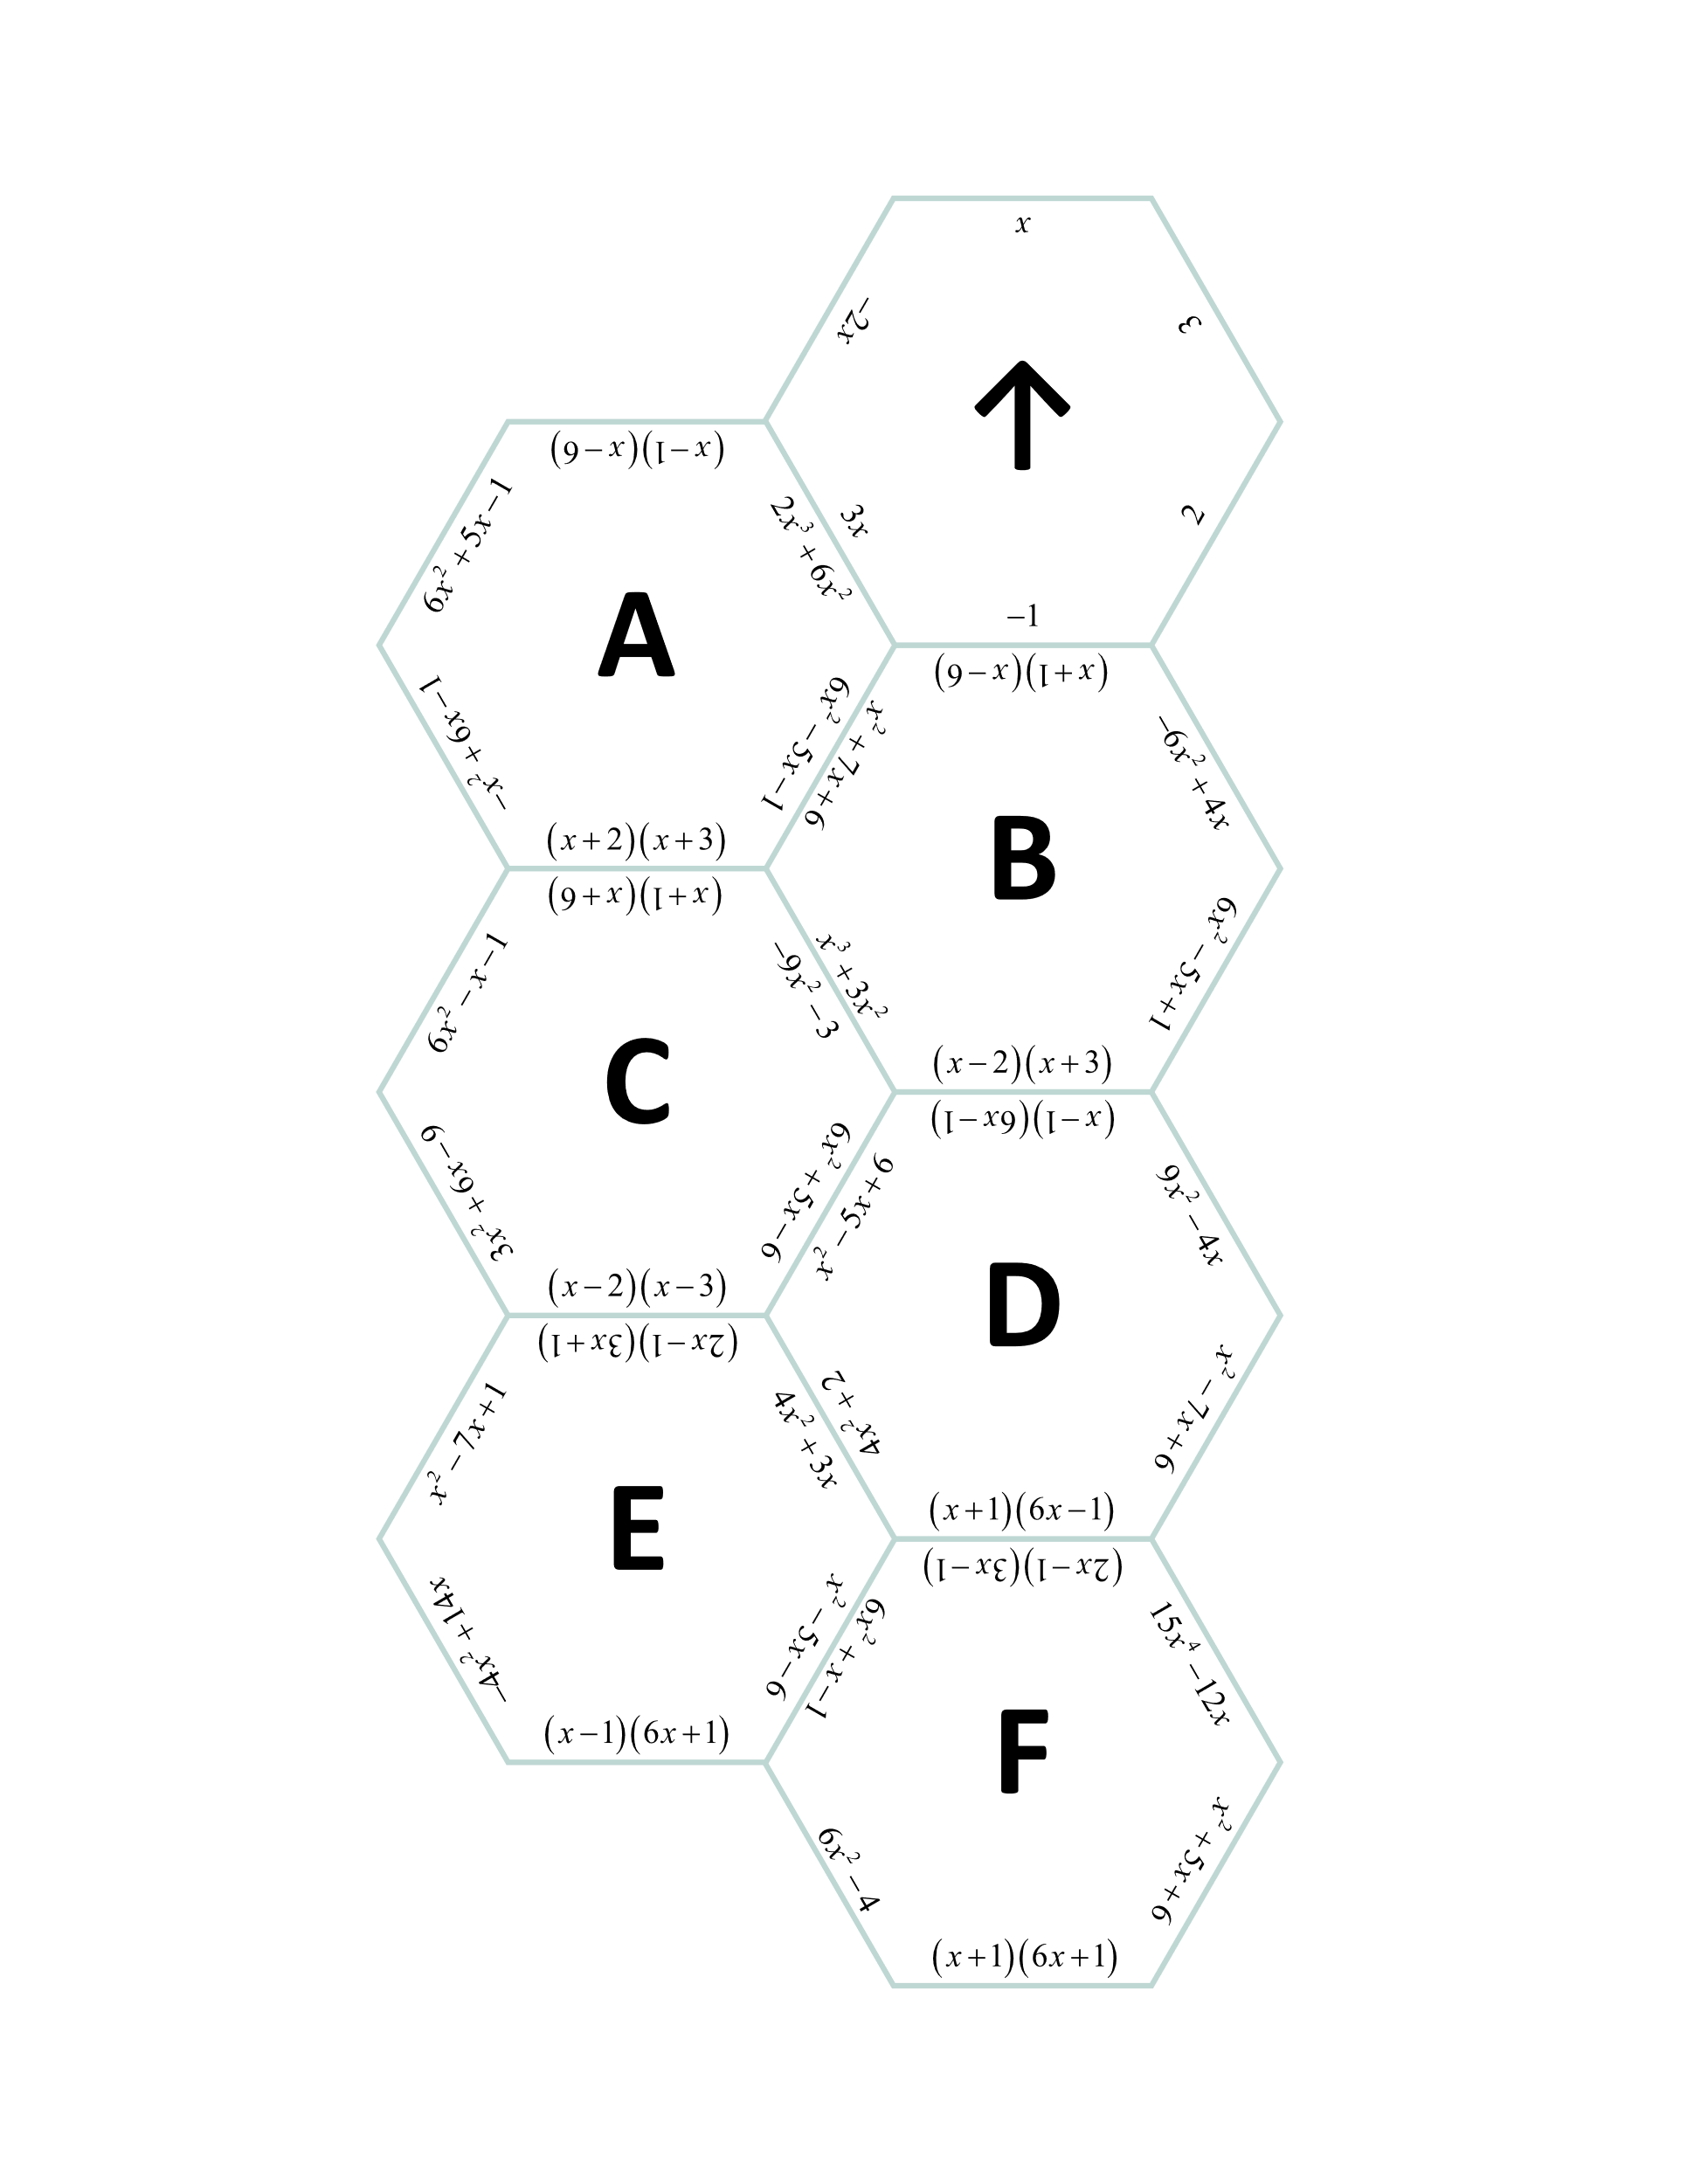 x
−2x
3
↑
3x
2
−1
(x−1)(x−6)
6x²+5x−1
2x³+6x²
A
−x²+6x−1
6x²−5x−1
(x+2)(x+3)
(x+1)(x−6)
x²+7x+6
−6x²+4x
B
x³+3x²
6x²−5x+1
(x−2)(x+3)
(x+1)(x+6)
6x²−x−1
−9x²−3
C
3x²+6x−9
6x²+5x−6
(x−2)(x−3)
(x−1)(6x−1)
x²−5x+6
9x²−4x
D
4x²+2
x²−7x+6
(x+1)(6x−1)
(2x−1)(3x+1)
x²−7x+1
4x²+3x
E
−4x²+14x
x²−5x−6
(x−1)(6x+1)
(2x−1)(3x−1)
6x²+x−1
15x⁴−12x
F
6x²−4
x²+5x+6
(x+1)(6x+1)